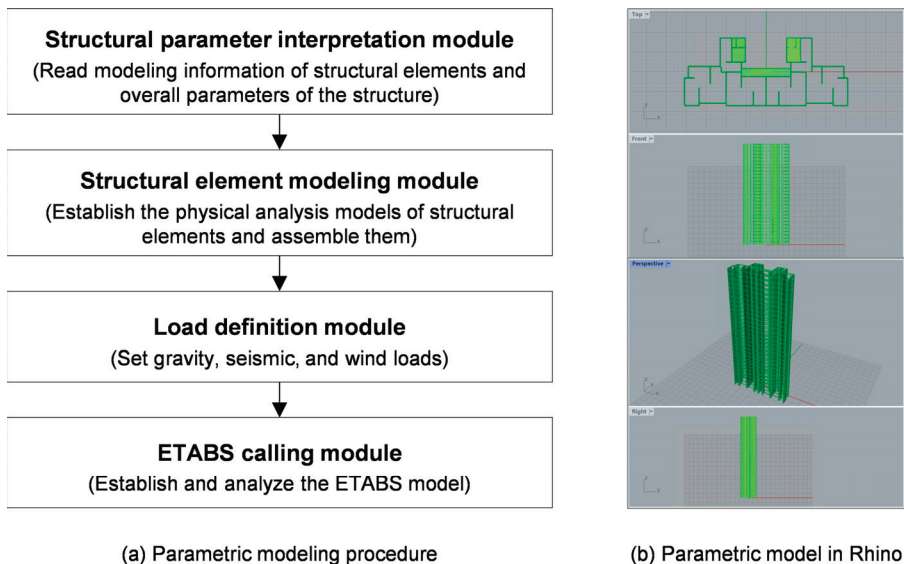 Structural parameter interpretation module
(Read modeling information of structural elements and
overall parameters of the structure)
Structural element modeling module
(Establish the physical analysis models of structural
elements and assemble them)
Load definition module
(Set gravity, seismic, and wind loads)
ETABS calling module
(Establish and analyze the ETABS model)
(a) Parametric modeling procedure
Top
Front
Perspective
Right
(b) Parametric model in Rhino